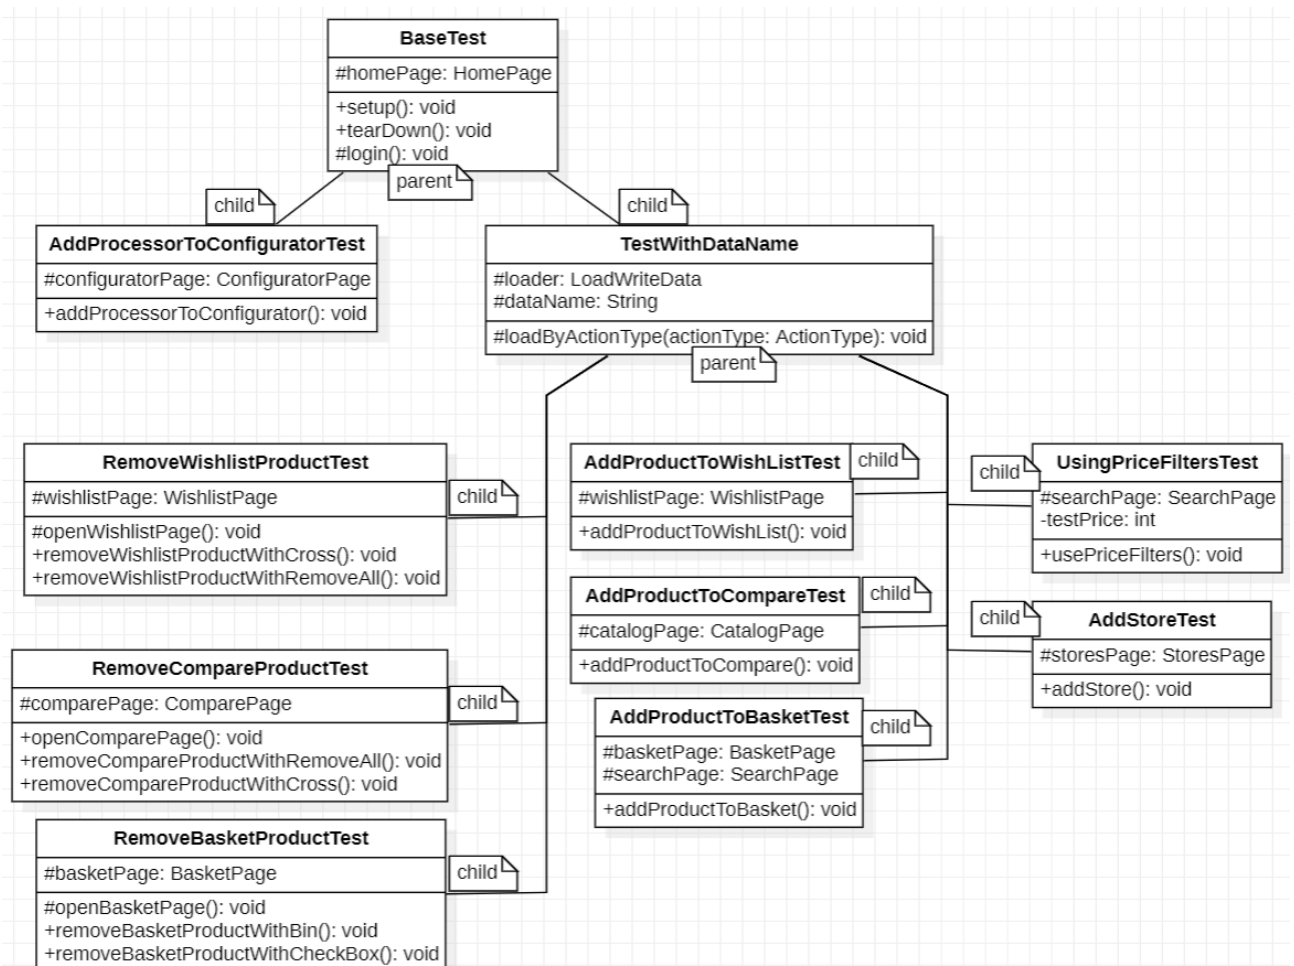 BaseTest
#homePage: HomePage
+setup(): void
+tearDown(): void
#login(): void
parent
child
child
AddProcessorToConfiguratorTest
#configuratorPage: ConfiguratorPage
+addProcessorToConfigurator(): void
TestWithDataName
#loader: LoadWriteData
#dataName: String
#loadByActionType(actionType: ActionType): void
parent
RemoveWishlistProductTest
#wishlistPage: WishlistPage
#openWishlistPage(): void
+removeWishlistProductWithCross(): void
+removeWishlistProductWithRemoveAll(): void
child
AddProductToWishListTest
#wishlistPage: WishlistPage
+addProductToWishList(): void
child
child
UsingPriceFiltersTest
#searchPage: SearchPage
-testPrice: int
+usePriceFilters(): void
AddProductToCompareTest
#catalogPage: CatalogPage
+addProductToCompare(): void
child
child
AddStoreTest
#storesPage: StoresPage
+addStore(): void
RemoveCompareProductTest
#comparePage: ComparePage
+openComparePage(): void
+removeCompareProductWithRemoveAll(): void
+removeCompareProductWithCross(): void
child
AddProductToBasketTest
#basketPage: BasketPage
#searchPage: SearchPage
+addProductToBasket(): void
child
RemoveBasketProductTest
#basketPage: BasketPage
#openBasketPage(): void
+removeBasketProductWithBin(): void
+removeBasketProductWithCheckBox(): void
child